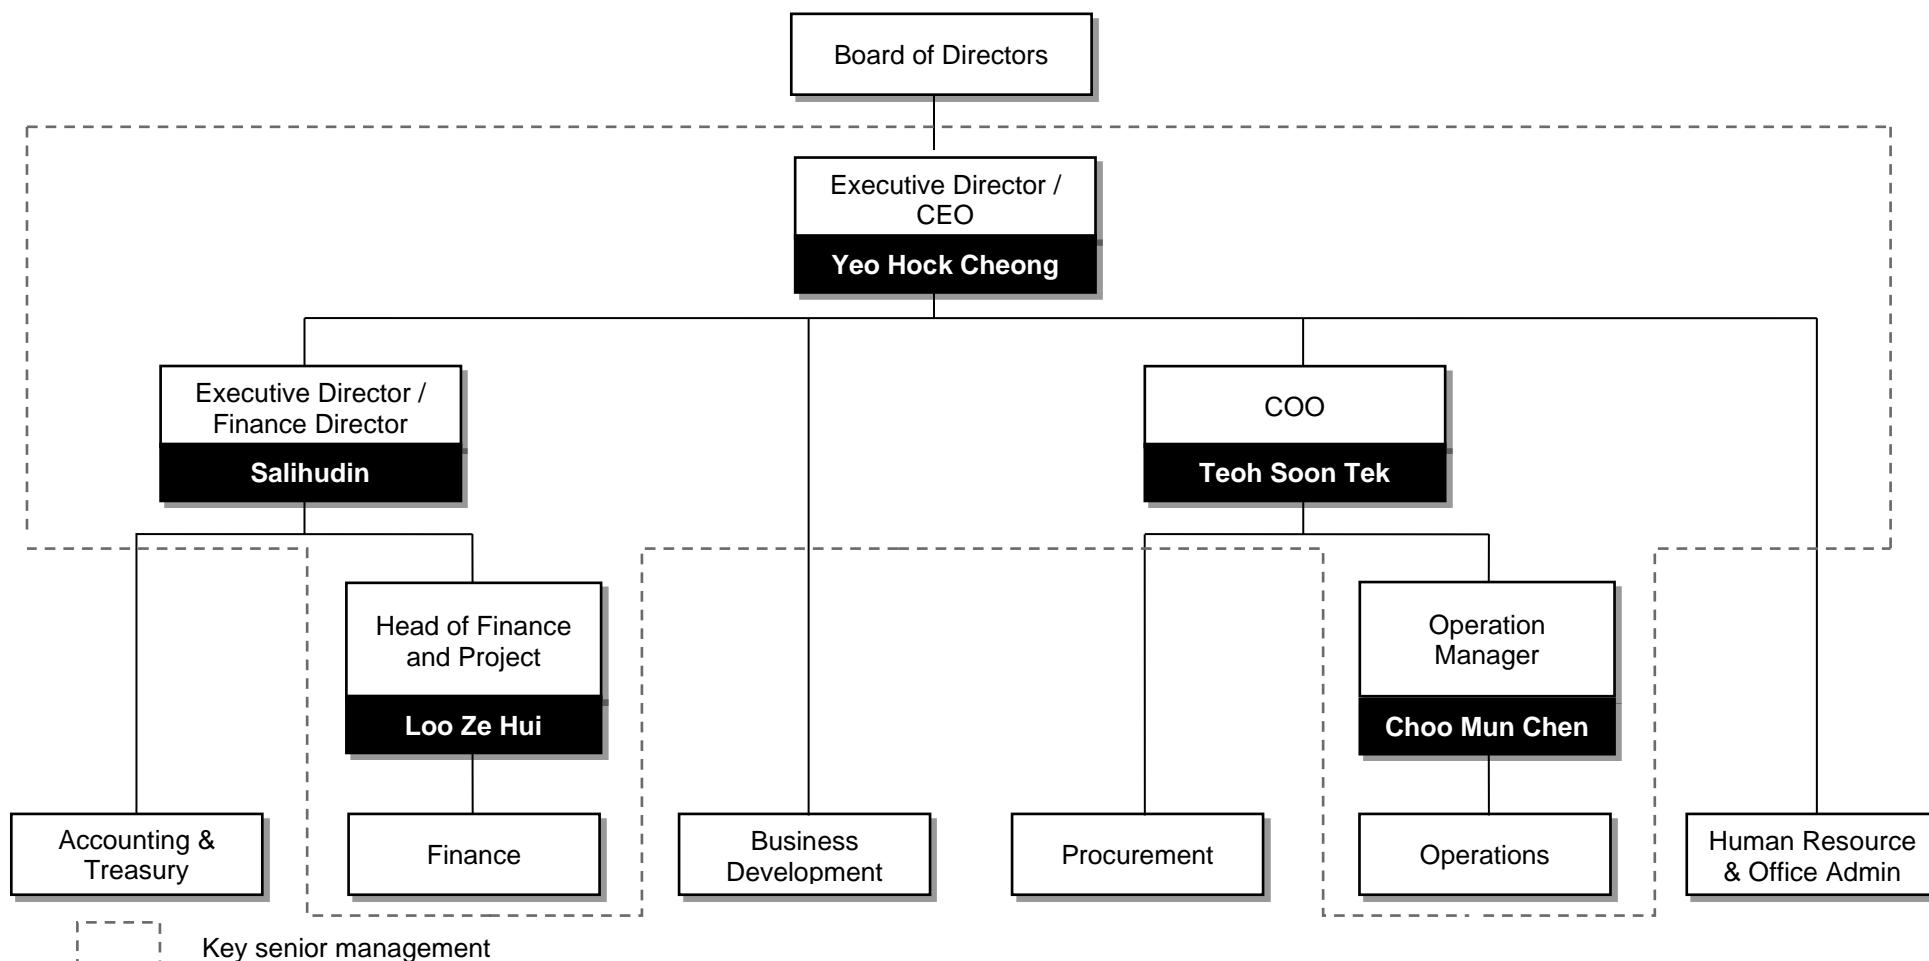 Board of Directors
Executive Director /
CEO
Yeo Hock Cheong
Executive Director /
Finance Director
Salihudin
COO
Teoh Soon Tek
Head of Finance
and Project
Loo Ze Hui
Operation
Manager
Choo Mun Chen
Accounting &
Treasury
Finance
Business
Development
Procurement
Operations
Human Resource
& Office Admin
Key senior management